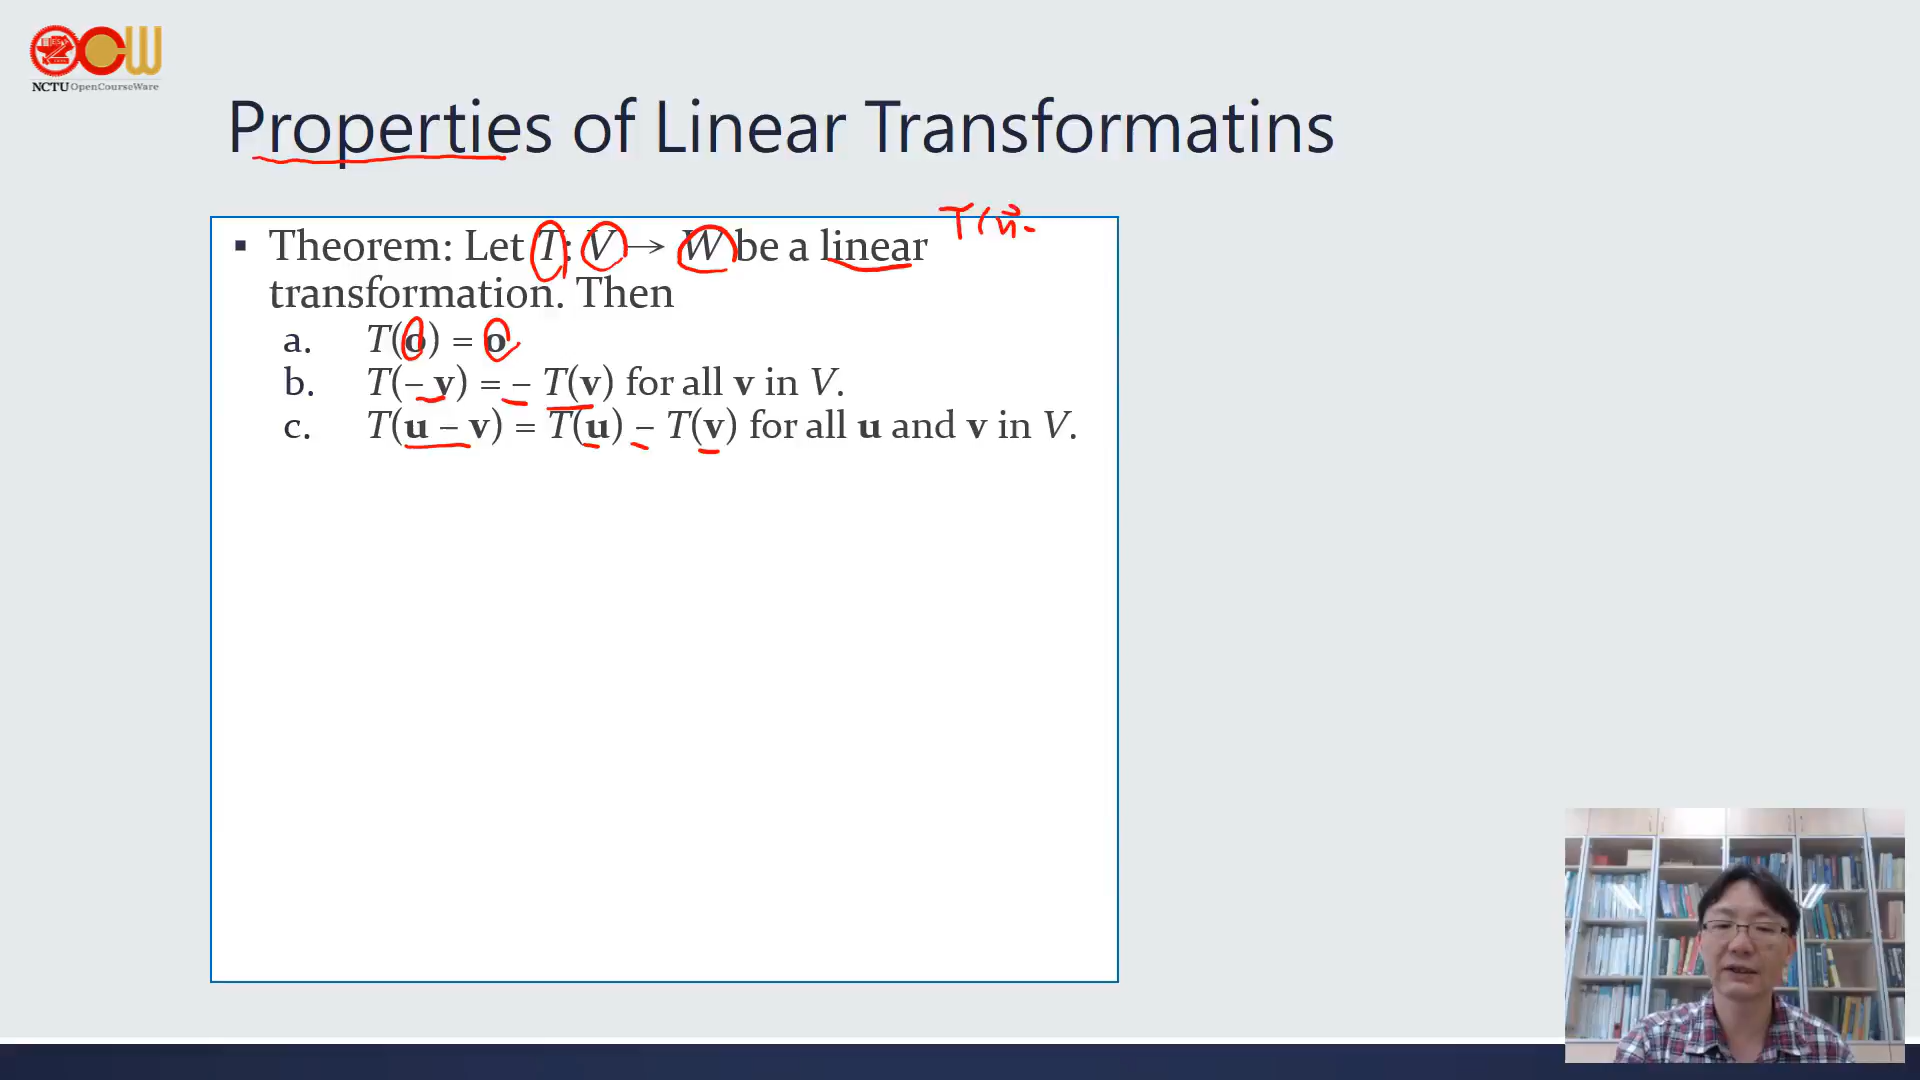 NCTU OpenCourseWare
Properties of Linear Transformatins
T(
▪ Theorem: Let T: V → W be a linear
transformation. Then
a. T(0) = 0
b. T(– v) = – T(v) for all v in V.
c. T(u – v) = T(u) – T(v) for all u and v in V.